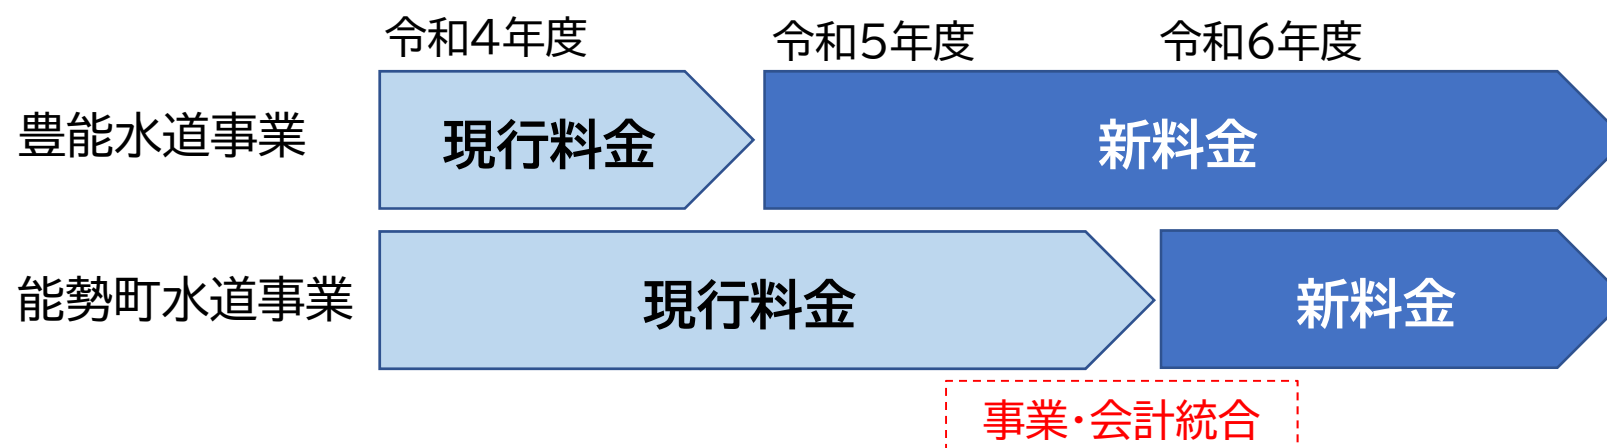 令和4年度
令和5年度
令和6年度
豊能水道事業
現行料金
新料金
能勢町水道事業
現行料金
新料金
事業・会計統合